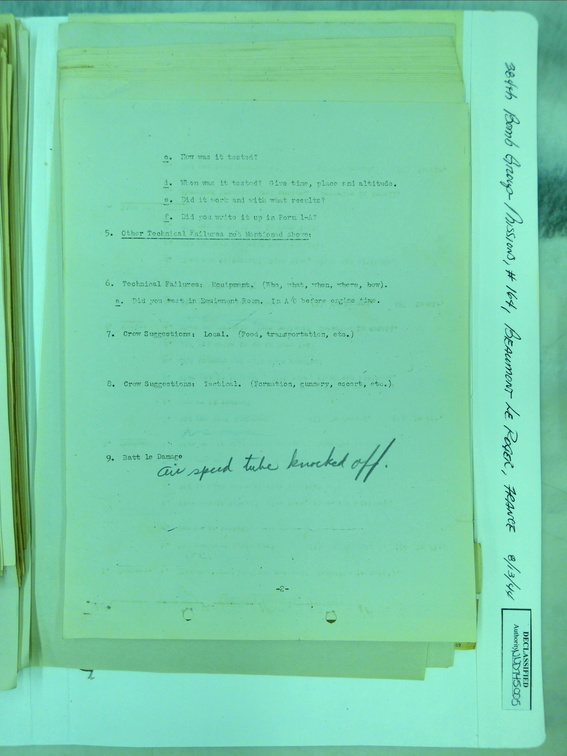 c. How was it tested?
d. When was it tested? Give time, place and altitude.
e. Did it work and with what results?
f. Did you write it up in Form 1-A?
5. Other Technical Failures not Mentioned above:
6. Technical Failures: Equipment. (Who, what, when, where, how).
a. Did you test in Equipment Room. In A/C before engine time.
7. Crew Suggestions: Local. (Food, transportation, etc.)
8. Crew Suggestions: Tactical. (Formation, gunnery, escort, etc.)
9. Batt le Damage
air speed tube knocked off.
-2-
384th Bomb Group - Missions, # 164, BEAUMONT LE ROGER, FRANCE 8/13/44
DECLASSIFIED
Authority